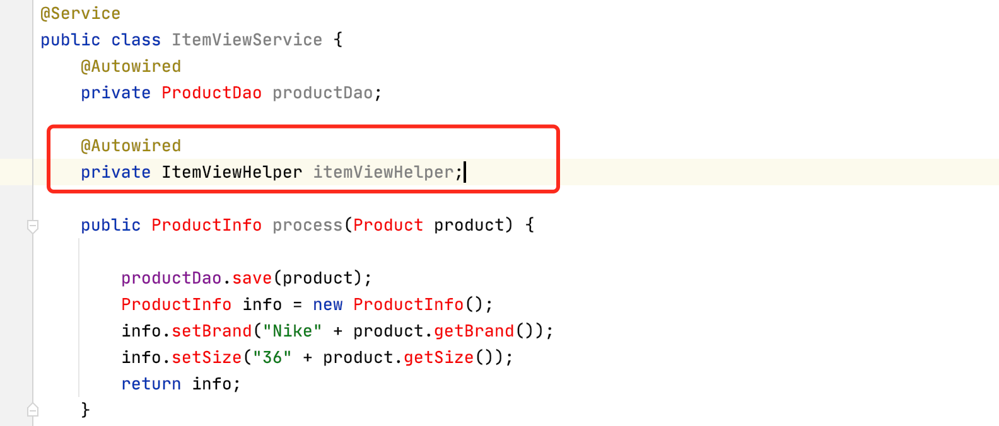 @Service
public class ItemViewService {
@Autowired
private ProductDao productDao;
@Autowired
private ItemViewHelper itemViewHelper;
public ProductInfo process(Product product) {
productDao.save(product);
ProductInfo info = new ProductInfo();
info.setBrand("Nike" + product.getBrand());
info.setSize("36" + product.getSize());
return info;
}